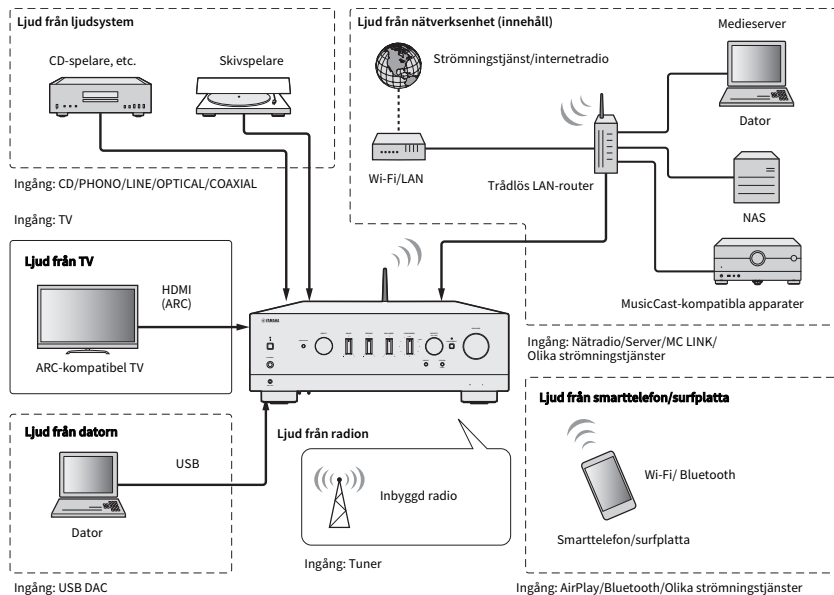 Ljud från ljudsystem
CD-spelare, etc.
Skivspelare
Ingång: CD/PHONO/LINE/OPTICAL/COAXIAL
Ljud från nätverksenhet (innehåll)
Strömningstjänst/internetradio
Wi-Fi/LAN
Trådlös LAN-router
Medieserver
Dator
NAS
MusicCast-kompatibla apparater
Ingång: Nätradio/Server/MC LINK/
Olika strömningstjänster
Ingång: TV
Ljud från TV
HDMI
(ARC)
ARC-kompatibel TV
YAMAHA
Ljud från datorn
USB
Dator
Ingång: USB DAC
Ljud från radion
Inbyggd radio
Ingång: Tuner
Ljud från smarttelefon/surfplatta
Wi-Fi/ Bluetooth
Smarttelefon/surfplatta
Ingång: AirPlay/Bluetooth/Olika strömningstjänster